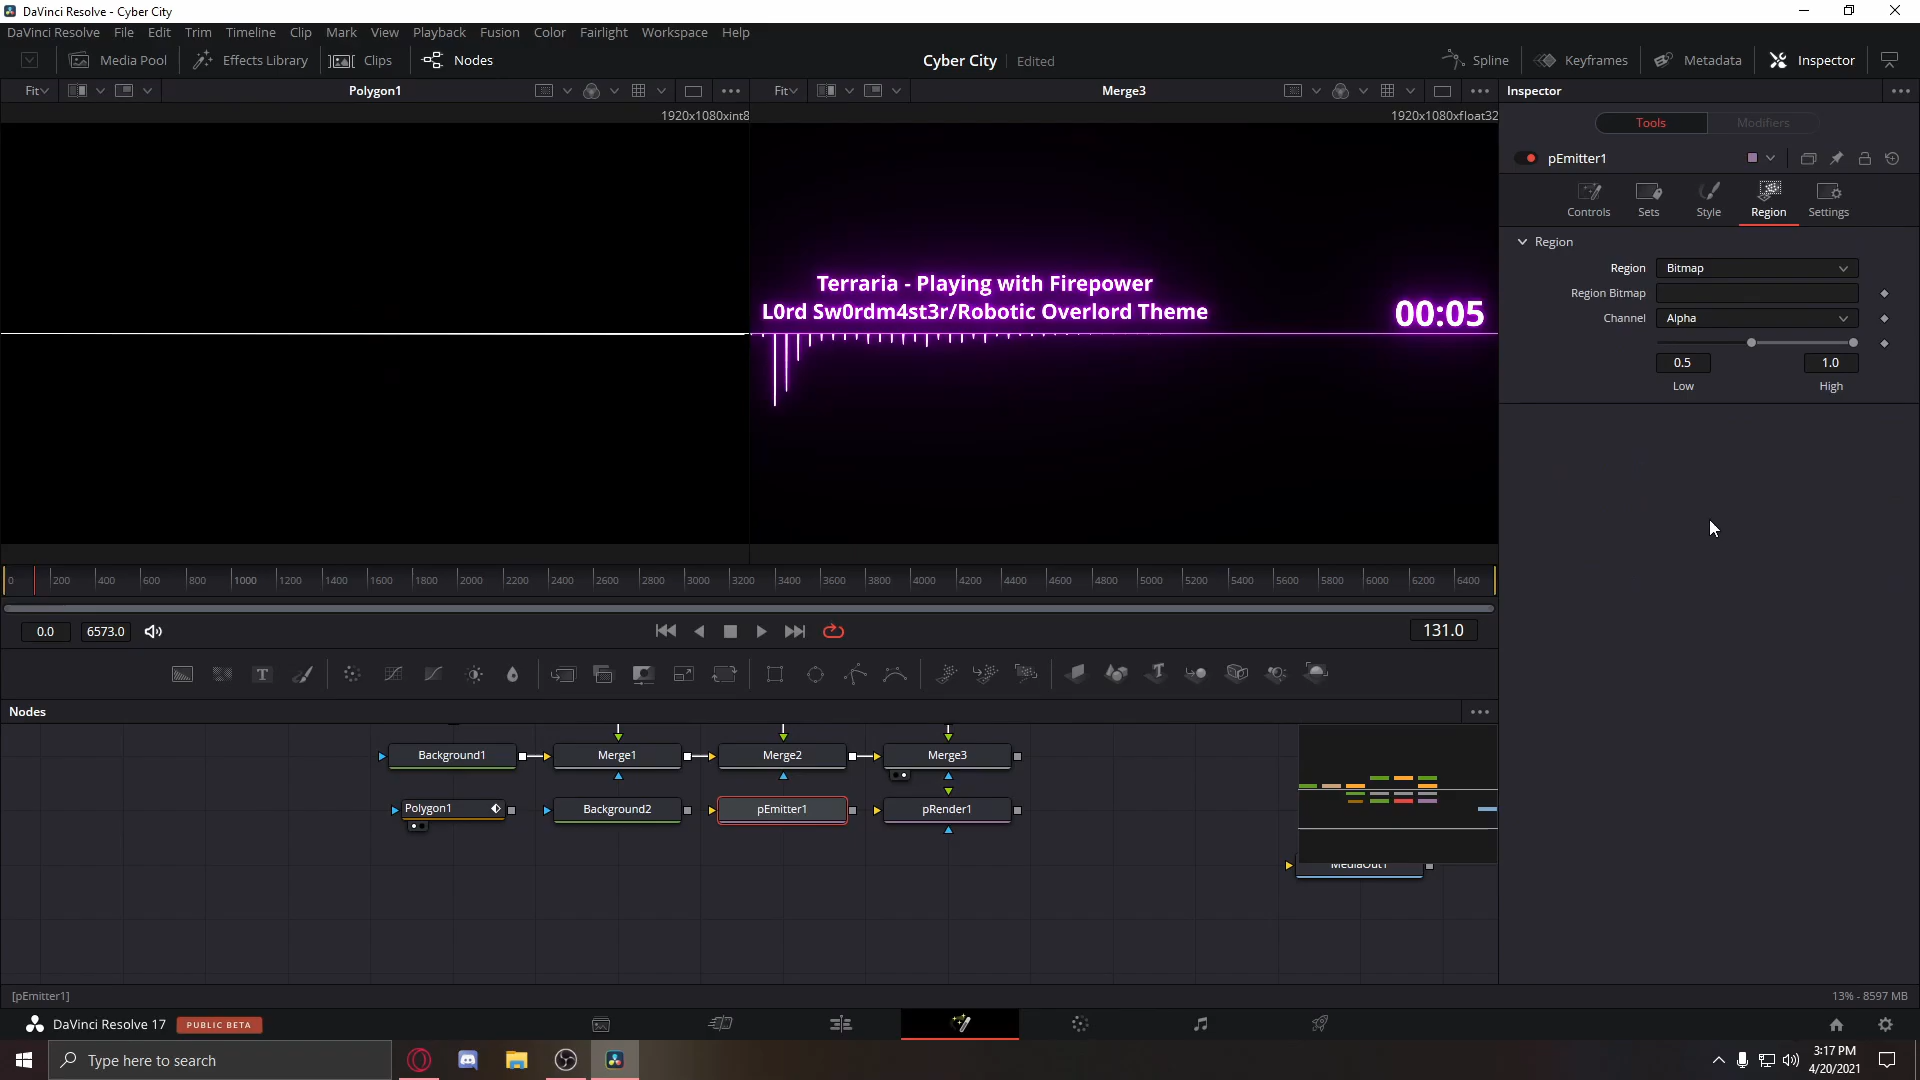 DaVinci Resolve - Cyber City
DaVinci Resolve File Edit Trim Timeline Clip Mark View Playback Fusion Color Fairlight Workspace Help
Media Pool Effects Library Clips Nodes Cyber City Edited Spline Keyframes Metadata Inspector
Fit Polygon1 Fit Merge3 Inspector
1920x1080xint8 1920x1080xfloat32
Tools Modifiers
pEmitter1
Controls Sets Style Region Settings
Region
Region Bitmap
Region Bitmap
Channel Alpha
0.5 1.0
Low High
Terraria - Playing with Firepower
L0rd Sw0rdm4st3r/Robotic Overlord Theme
00:05
0 200 400 600 800 1000 1200 1400 1600 1800 2000 2200 2400 2600 2800 3000 3200 3400 3600 3800 4000 4200 4400 4600 4800 5000 5200 5400 5600 5800 6000 6200 6400
0.0 6573.0 131.0
Nodes
Background1 Merge1 Merge2 Merge3
Polygon1 Background2 pEmitter1 pRender1
MediaOut1
[pEmitter1] 13% - 8597 MB
DaVinci Resolve 17 PUBLIC BETA
Type here to search
3:17 PM
4/20/2021